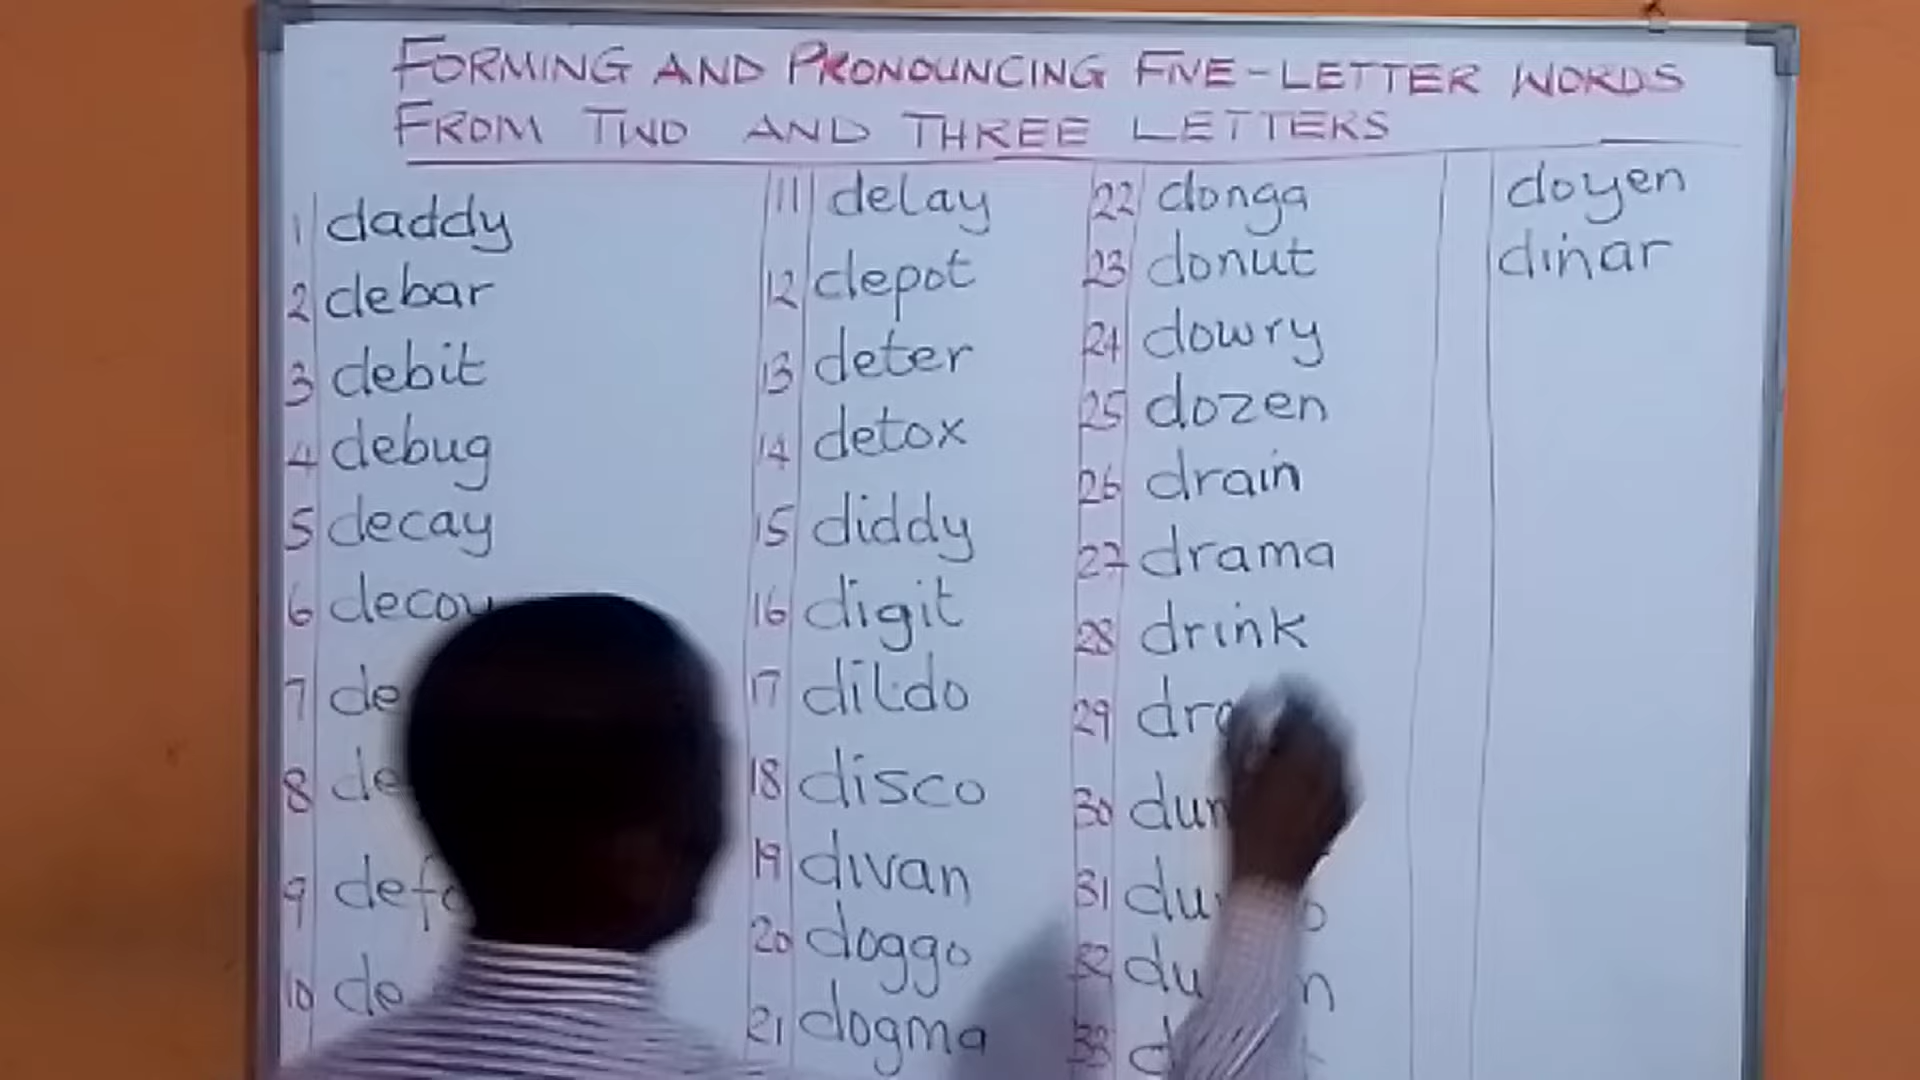 FORMING AND PRONOUNCING FIVE-LETTER WORDS
FROM TWO AND THREE LETTERS
1 daddy
2 debar
3 debit
4 debug
5 decay
6 decoy
7
8
9
10
11 delay
12 depot
13 deter
14 detox
15 diddy
16 digit
17 dildo
18 disco
19 divan
20 doggo
21 dogma
22 donga
23 donut
24 dowry
25 dozen
26 drain
27 drama
28 drink
29
30
31
32
33
doyen
dinar